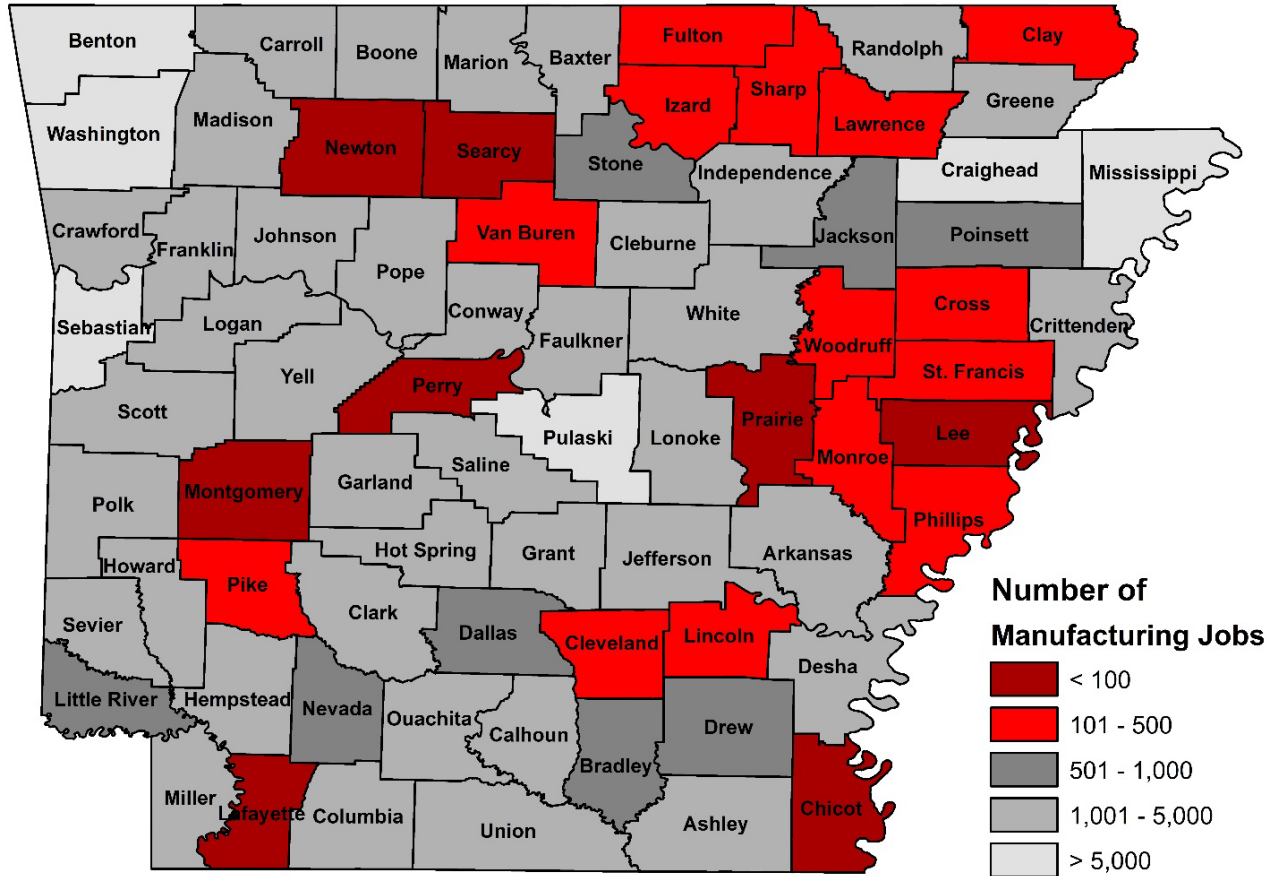 Benton
Carroll
Boone
Marion
Baxter
Fulton
Randolph
Clay
Washington
Madison
Izard
Sharp
Lawrence
Greene
Newton
Searcy
Stone
Independence
Craighead
Mississippi
Crawford
Franklin
Johnson
Pope
Van Buren
Cleburne
Jackson
Poinsett
Sebastian
Logan
Conway
Faulkner
White
Woodruff
Cross
Crittenden
Scott
Yell
Perry
Pulaski
Lonoke
Prairie
St. Francis
Lee
Polk
Montgomery
Garland
Saline
Monroe
Phillips
Howard
Pike
Hot Spring
Grant
Jefferson
Arkansas
Sevier
Clark
Dallas
Cleveland
Lincoln
Desha
Little River
Hempstead
Nevada
Ouachita
Calhoun
Bradley
Drew
Miller
Lafayette
Columbia
Union
Ashley
Chicot
Number of
Manufacturing Jobs
< 100
101 - 500
501 - 1,000
1,001 - 5,000
> 5,000